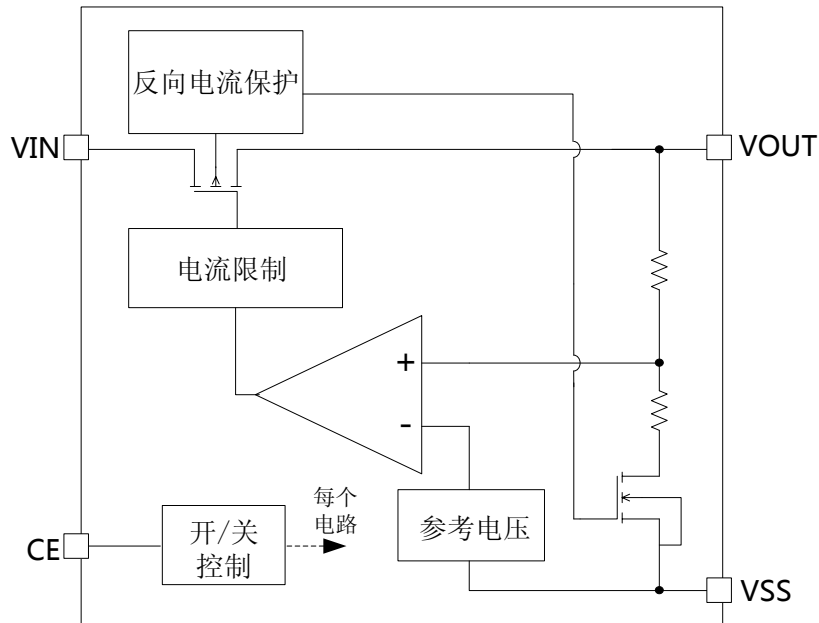 反向电流保护
VIN
VOUT
电流限制
+
-
每个
电路
CE
开/关
控制
参考电压
VSS